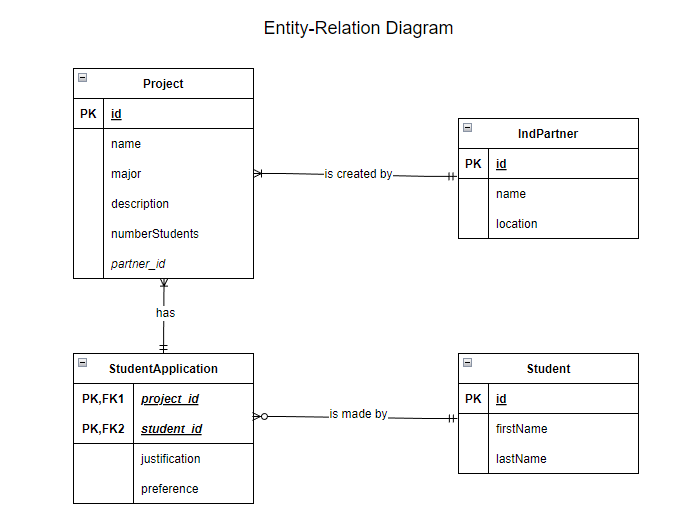 Entity-Relation Diagram
Project
PK id
name
major
description
numberStudents
partner_id
is created by
IndPartner
PK id
name
location
has
StudentApplication
PK,FK1 project_id
PK,FK2 student_id
justification
preference
is made by
Student
PK id
firstName
lastName